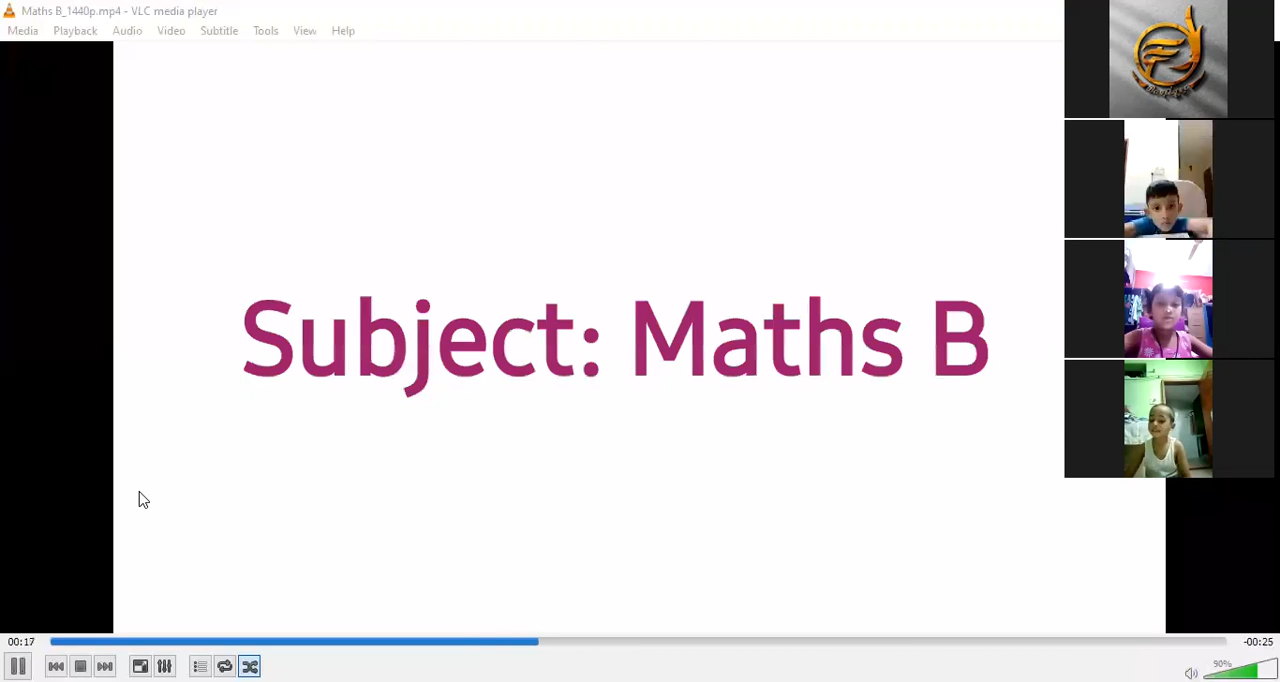 Maths B_1440p.mp4 - VLC media player
Media Playback Audio Video Subtitle Tools View Help
Subject: Maths B
00:17
-00:25
90%